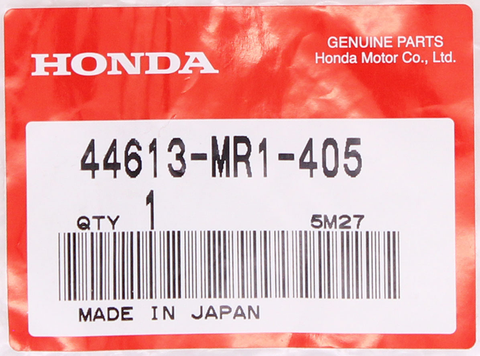 GENUINE PARTS
HONDA Honda Motor Co., Ltd.
44613-MR1-405
QTY 1 5M27
MADE IN JAPAN